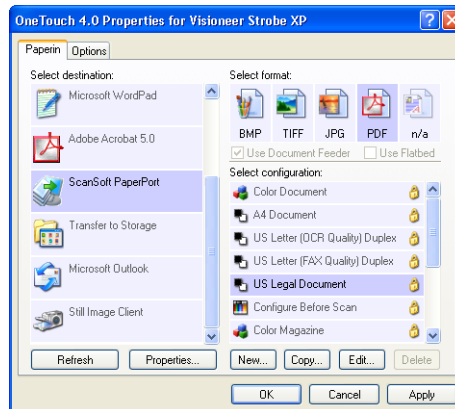 OneTouch 4.0 Properties for Visioneer Strobe XP
Paperin
Options
Select destination:
Microsoft WordPad
Adobe Acrobat 5.0
ScanSoft PaperPort
Transfer to Storage
Microsoft Outlook
Still Image Client
Refresh
Properties...
Select format:
BMP
TIFF
JPG
PDF
n/a
Use Document Feeder
Use Flatbed
Select configuration:
Color Document
A4 Document
US Letter (OCR Quality) Duplex
US Letter (FAX Quality) Duplex
US Legal Document
Configure Before Scan
Color Magazine
New...
Copy...
Edit...
Delete
OK
Cancel
Apply